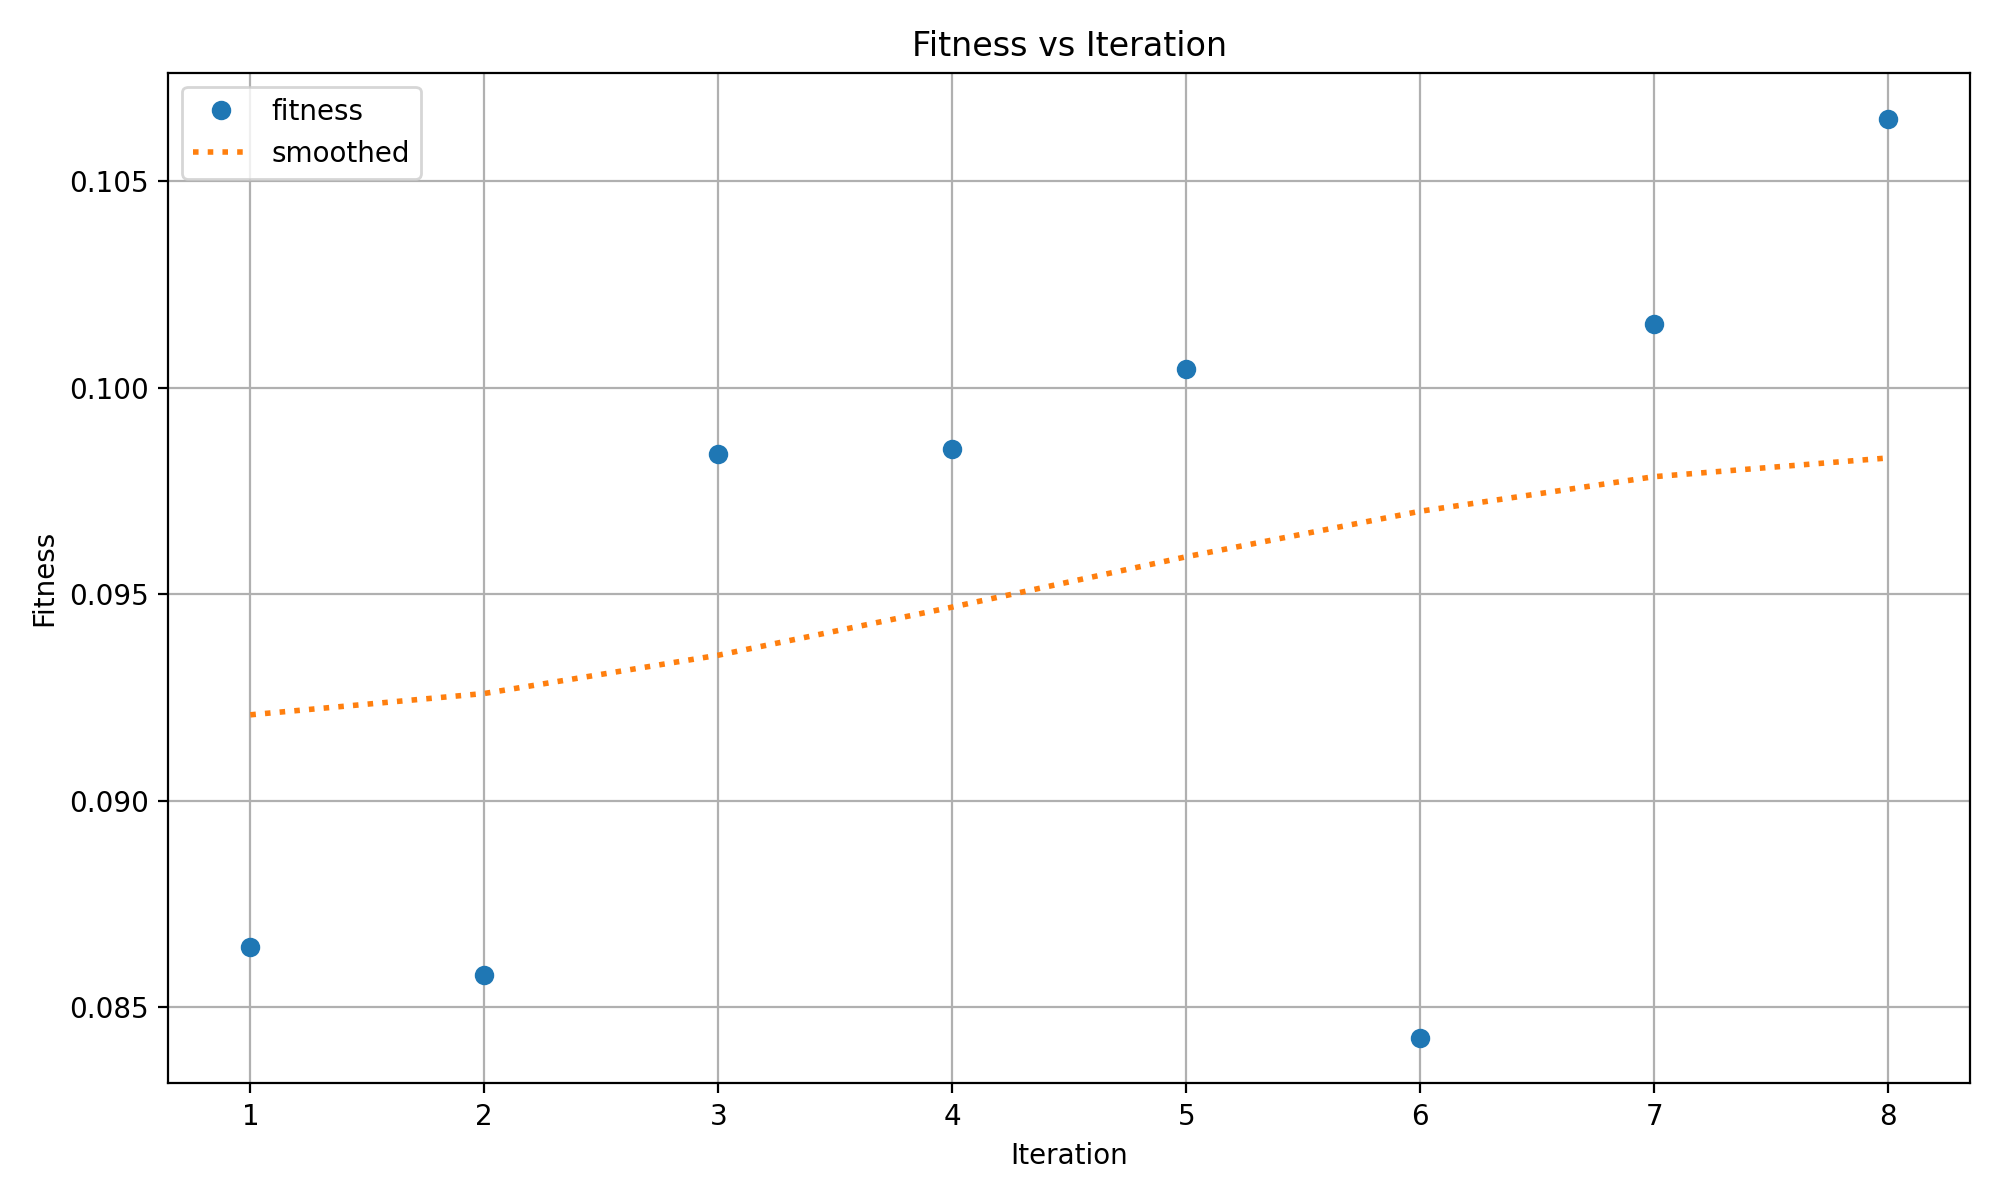 Fitness vs Iteration
fitness
smoothed
0.105
0.100
0.095
0.090
0.085
Fitness
1 2 3 4 5 6 7 8
Iteration